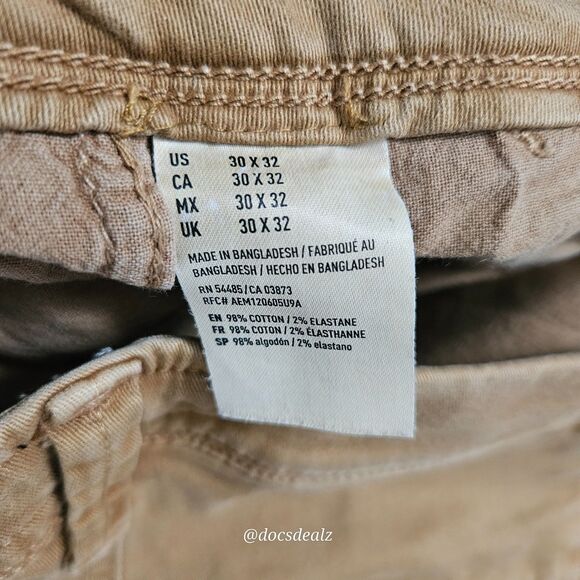 US 30 X 32
CA 30 X 32
MX 30 X 32
UK 30 X 32
MADE IN BANGLADESH / FABRIQUÉ AU
BANGLADESH / HECHO EN BANGLADESH
RN 54485 / CA 03873
RFC# AEM120605U9A
EN 98% COTTON / 2% ELASTANE
FR 98% COTON / 2% ÉLASTHANNE
SP 98% algodón / 2% elastano
@docsdealz